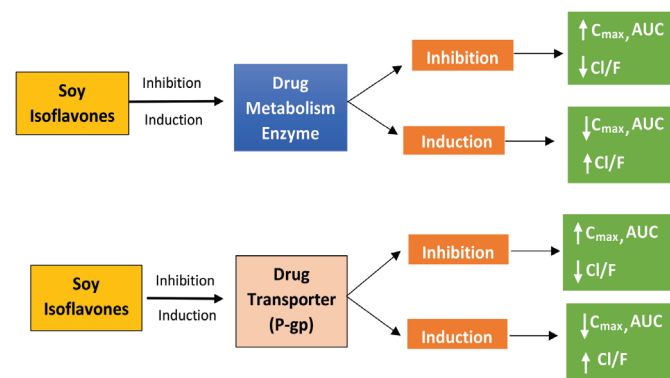 Soy
Isoflavones
Inhibition
Induction
Drug
Metabolism
Enzyme
Inhibition
↑ Cmax, AUC
↓ Cl/F
Induction
↓ Cmax, AUC
↑ Cl/F
Soy
Isoflavones
Inhibition
Induction
Drug
Transporter
(P-gp)
Inhibition
↑ Cmax, AUC
↓ Cl/F
Induction
↓ Cmax, AUC
↑ Cl/F